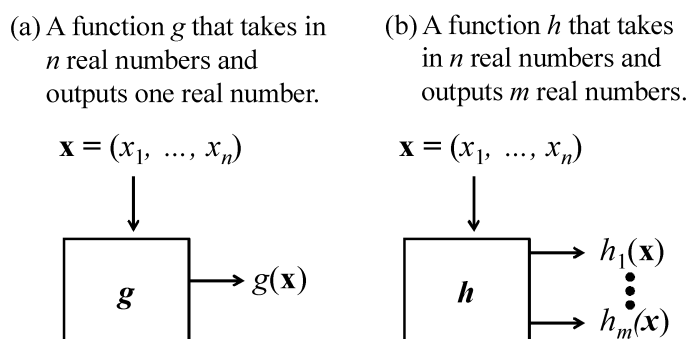 (a) A function g that takes in
n real numbers and
outputs one real number.
x = (x₁, ..., xₙ)
g
g(x)
(b) A function h that takes
in n real numbers and
outputs m real numbers.
x = (x₁, ..., xₙ)
h
h₁(x)
hₘ(x)